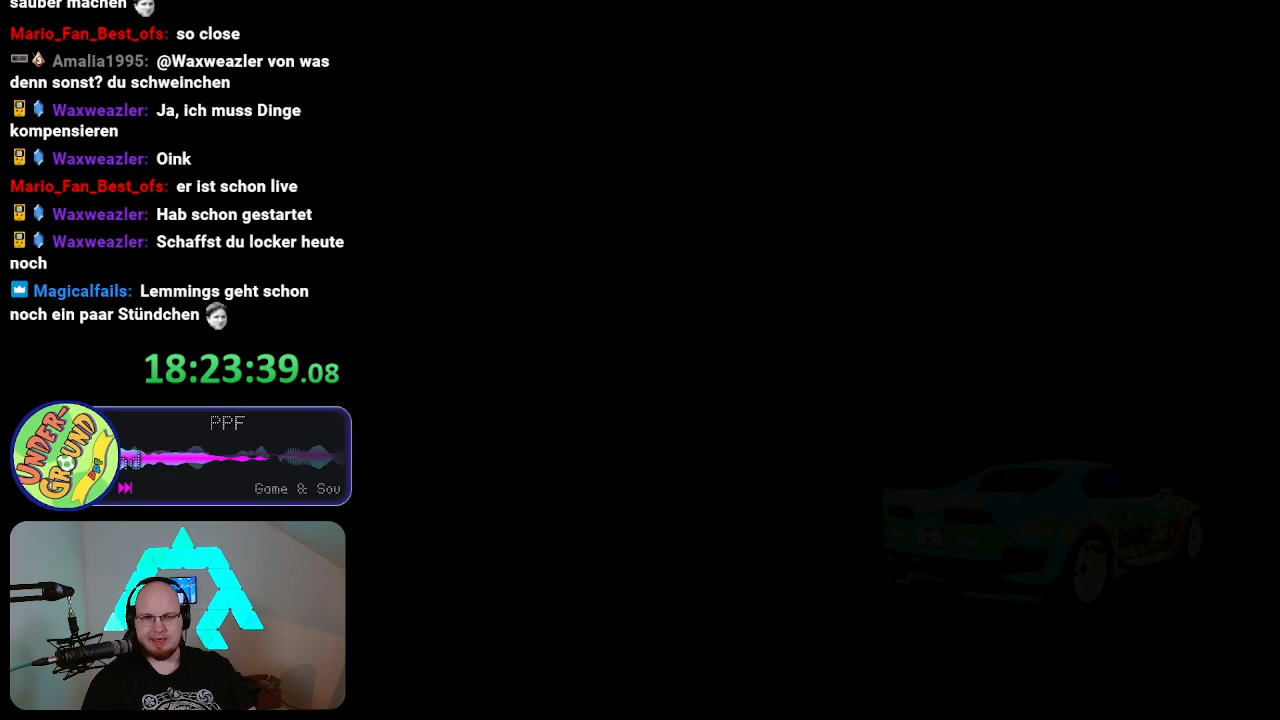 sauber machen
Mario_Fan_Best_ofs: so close
Amalia1995: @Waxweazler von was
denn sonst? du schweinchen
Waxweazler: Ja, ich muss Dinge
kompensieren
Waxweazler: Oink
Mario_Fan_Best_ofs: er ist schon live
Waxweazler: Hab schon gestartet
Waxweazler: Schaffst du locker heute
noch
Magicalfails: Lemmings geht schon
noch ein paar Stündchen
18:23:39.08
PPF
UNDER-
GROUND
Game & Sou